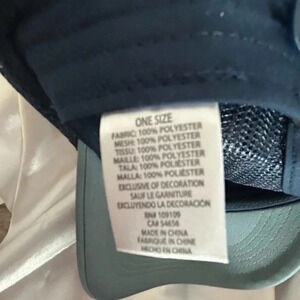 ONE SIZE
FABRIC: 100% POLYESTER
MESH: 100% POLYESTER
TISSU: 100% POLYESTER
MAILLE: 100% POLYESTER
TALA: 100% POLIÉSTER
MALLA: 100% POLIÉSTER
EXCLUSIVE OF DECORATION
SAUF LE GARNITURE
EXCLUYENDO LA DECORACIÓN
RN# 109109
CA# 54656
MADE IN CHINA
FABRIQUÉ IN CHINE
HECHO EN CHINA